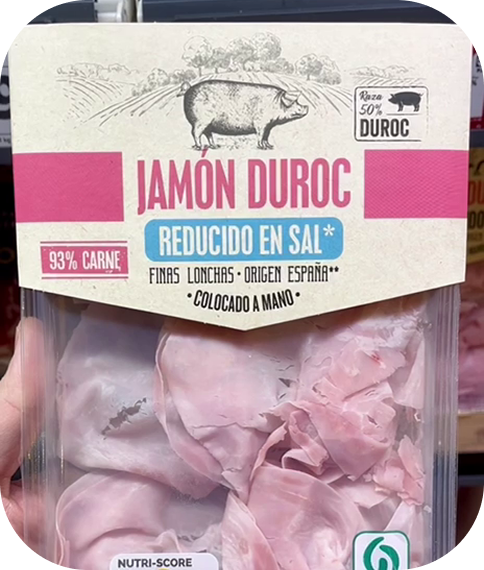 Raza
50%
DUROC
JAMÓN DUROC
REDUCIDO EN SAL*
93% CARNE
FINAS LONCHAS • ORIGEN ESPAÑA**
• COLOCADO A MANO •
NUTRI-SCORE